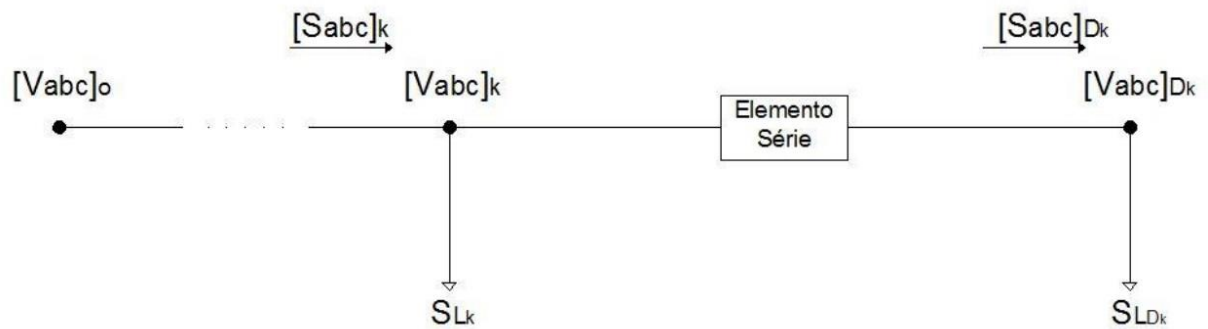 [Sabc]k
[Sabc]Dk
[Vabc]o
[Vabc]k
[Vabc]Dk
Elemento
Série
SLk
SLDk